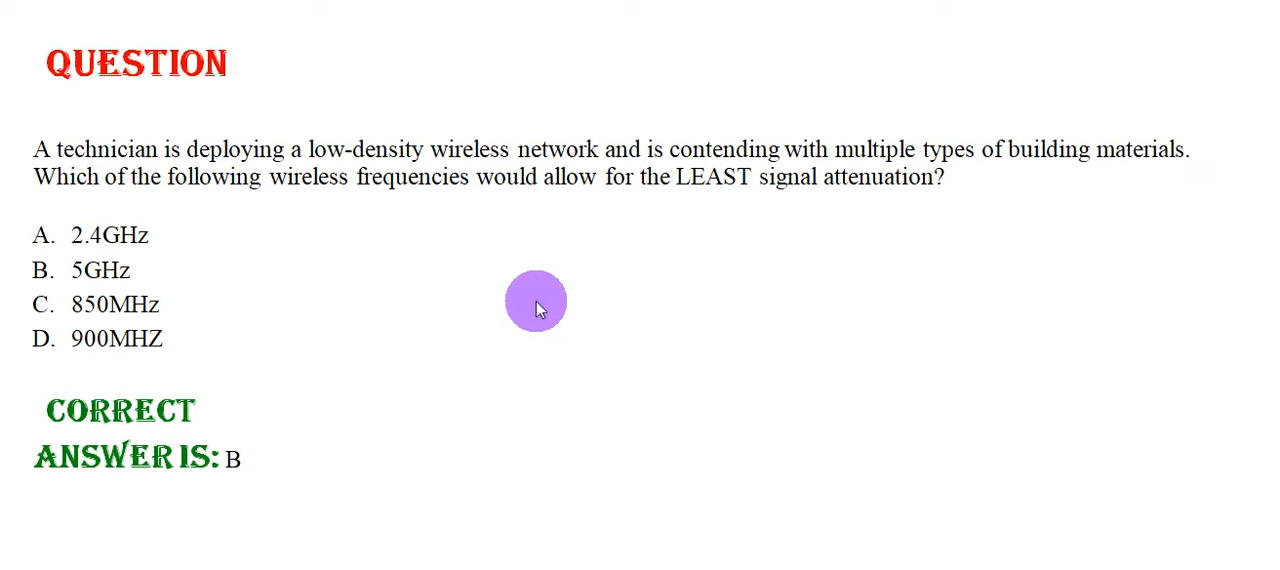 QUESTION
A technician is deploying a low-density wireless network and is contending with multiple types of building materials.
Which of the following wireless frequencies would allow for the LEAST signal attenuation?
A. 2.4GHz
B. 5GHz
C. 850MHz
D. 900MHZ
CORRECT
ANSWER IS: B